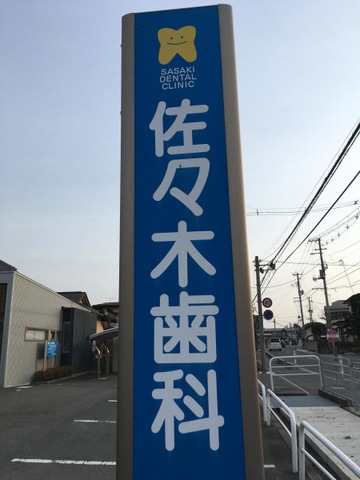 SASAKI
DENTAL
CLINIC
佐々木歯科